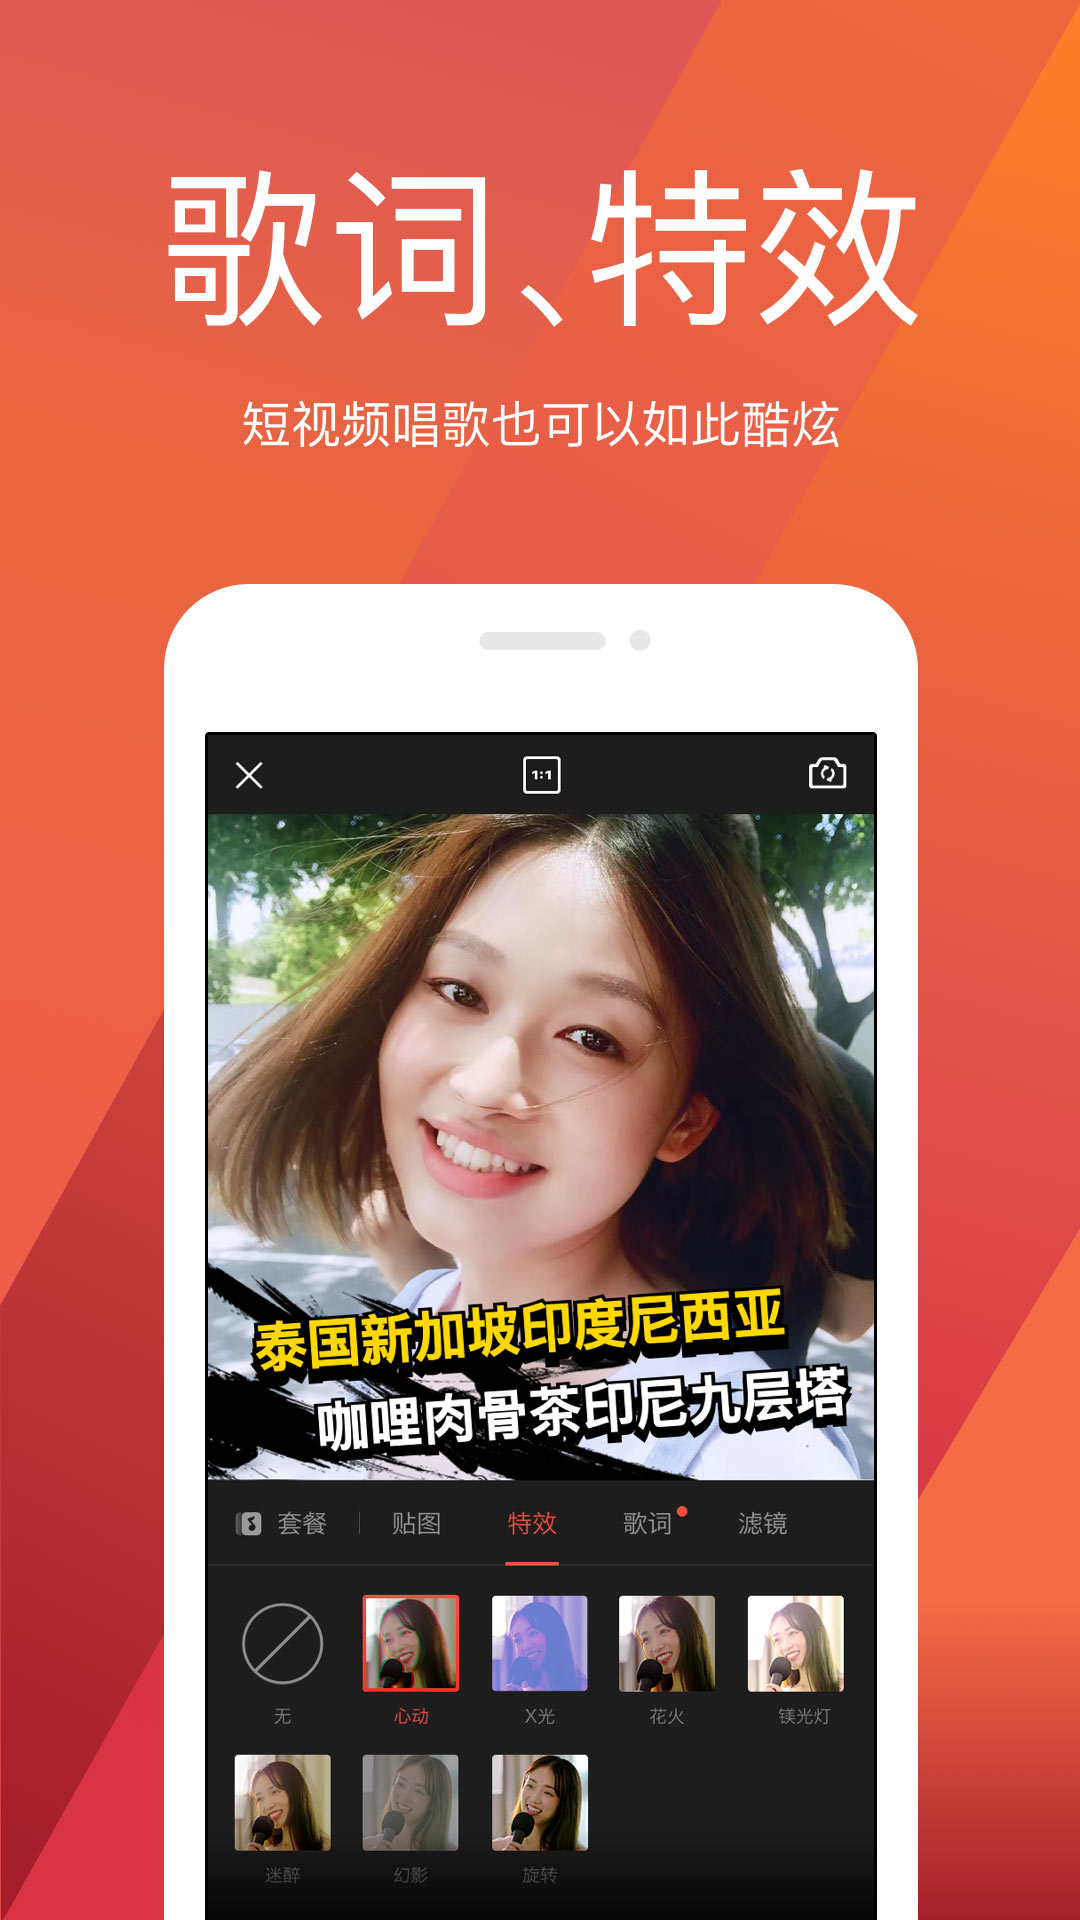 歌词、特效
短视频唱歌也可以如此酷炫
1:1
泰国新加坡印度尼西亚
咖哩肉骨茶印尼九层塔
套餐 贴图 特效 歌词 滤镜
无 心动 X光 花火 镁光灯
迷醉 幻影 旋转